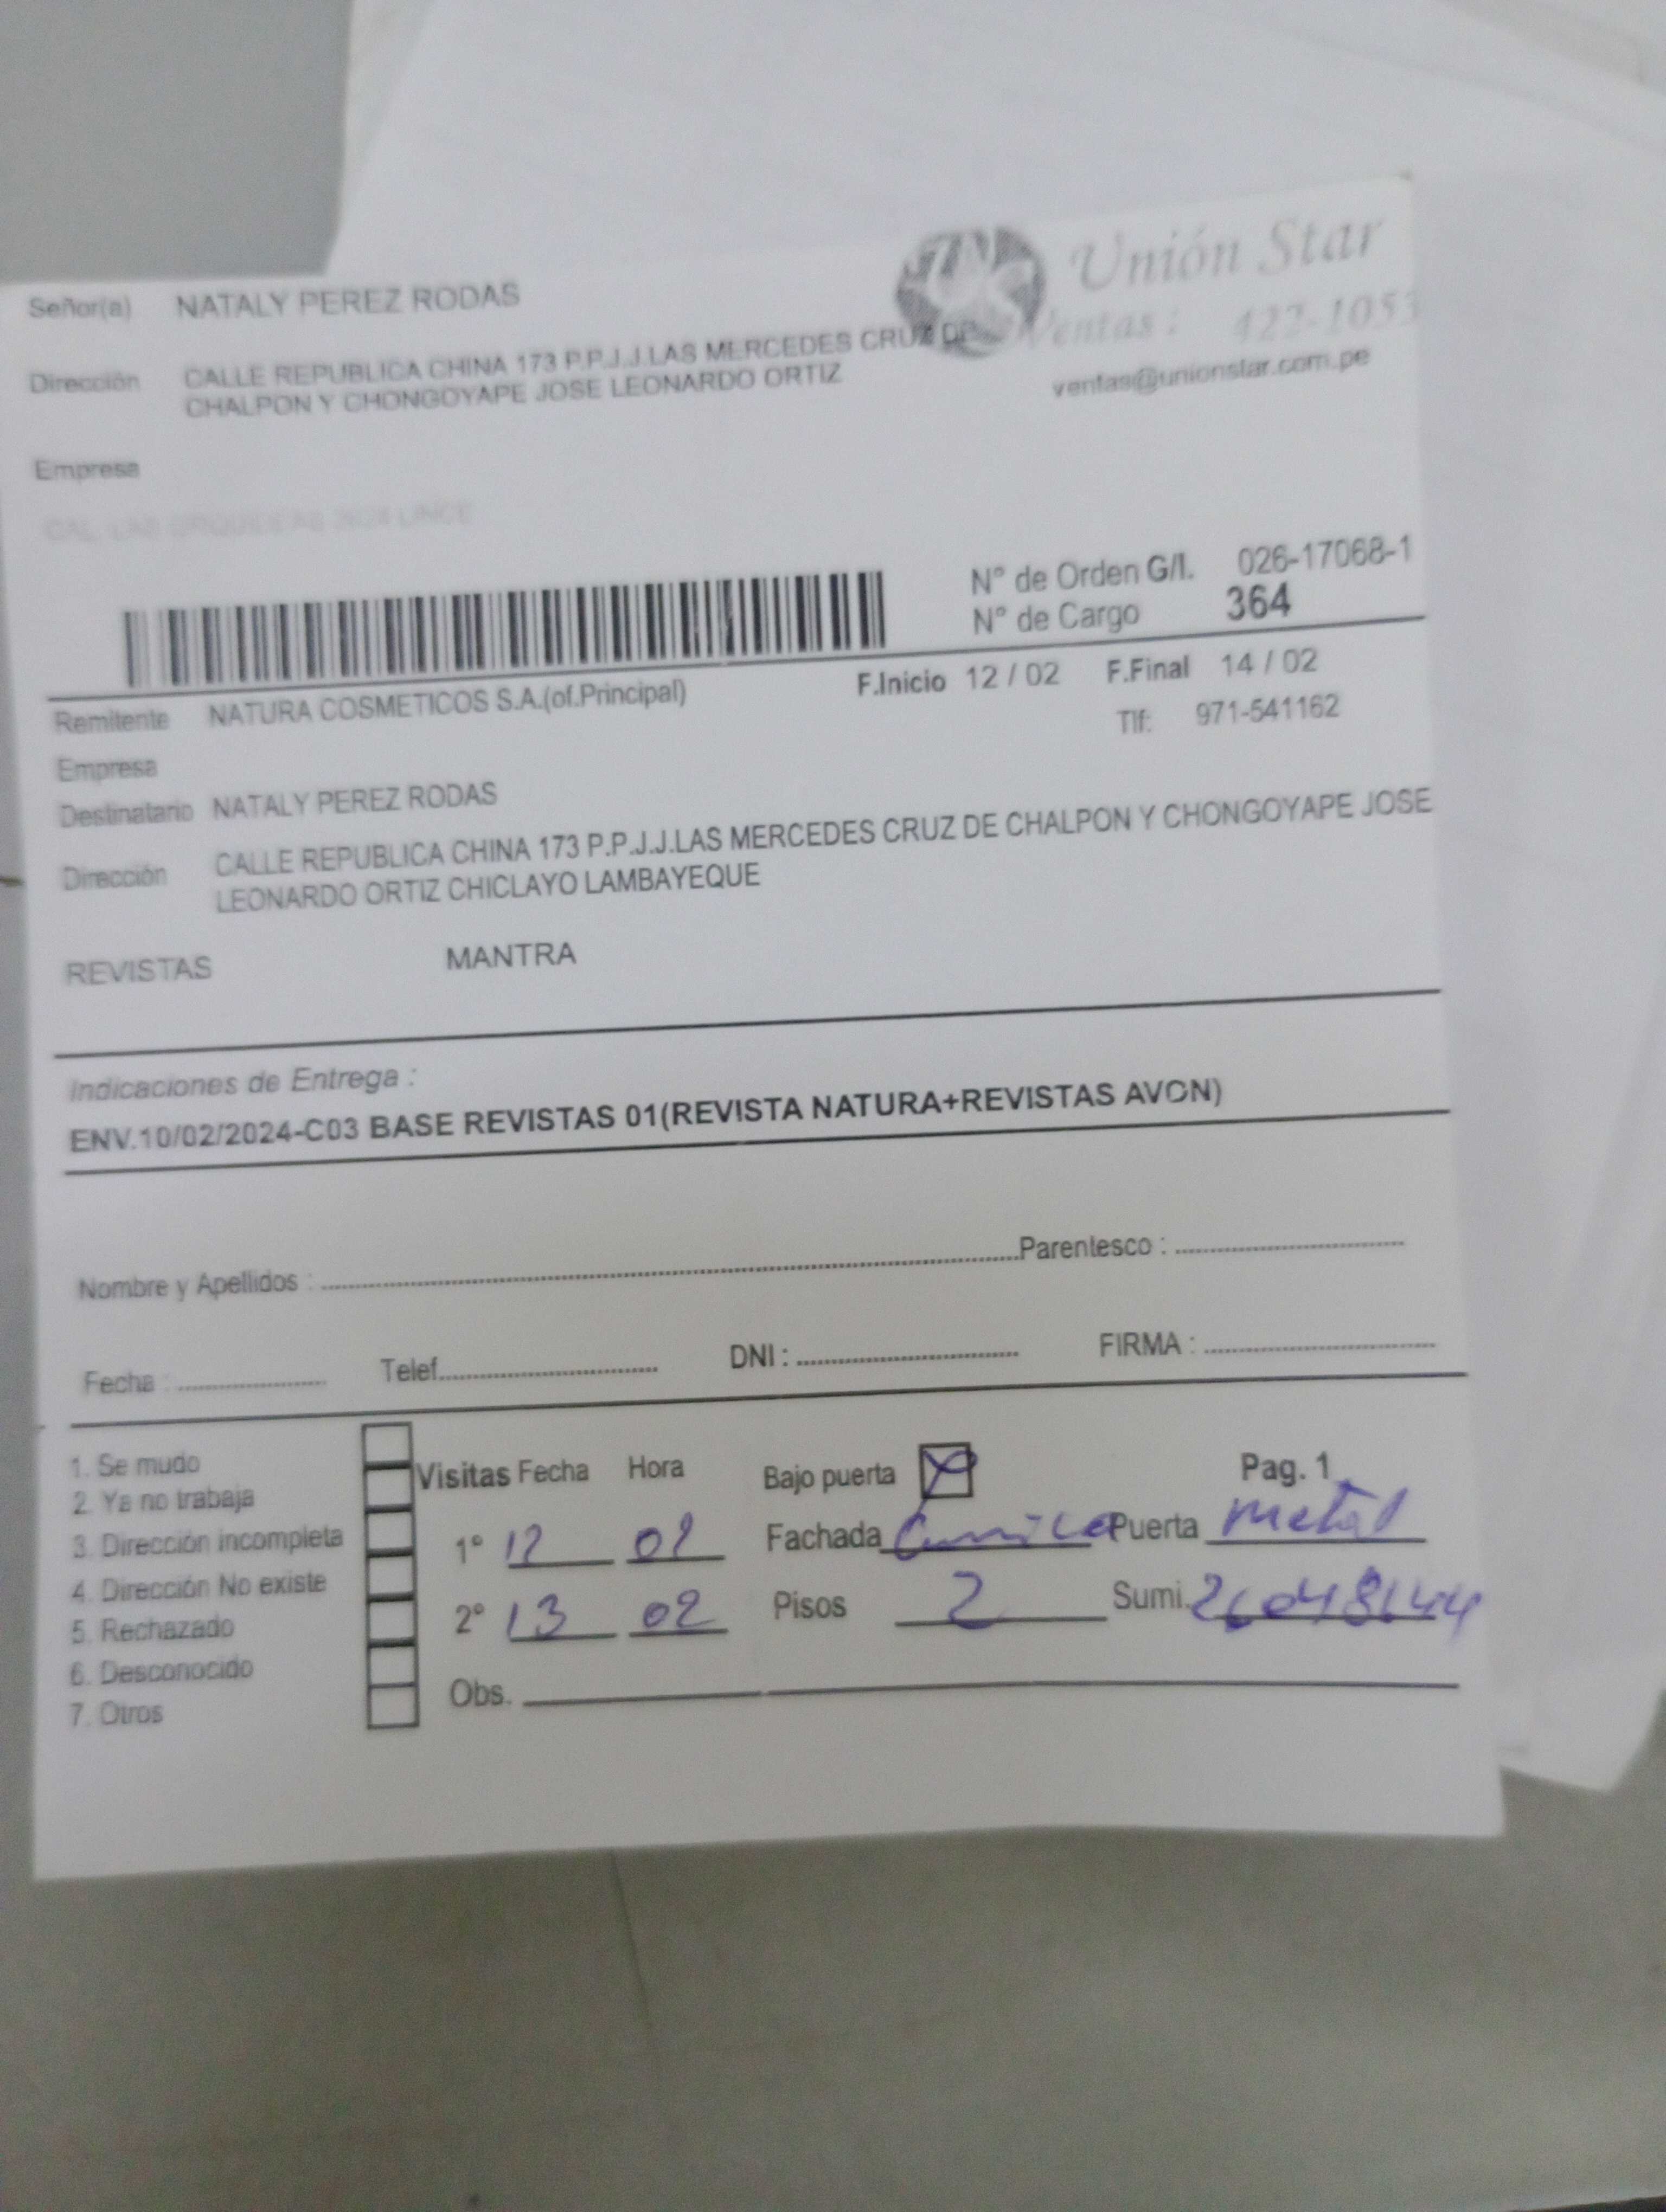 Unión Star
Señor(a) NATALY PEREZ RODAS
Ventas : 422-1053
Dirección CALLE REPUBLICA CHINA 173 P.P.J.J.LAS MERCEDES CRUZ DE
CHALPON Y CHONGOYAPE JOSE LEONARDO ORTIZ
ventas@unionstar.com.pe
Empresa
N° de Orden G/I. 026-17068-1
N° de Cargo 364
Remitente NATURA COSMETICOS S.A.(of.Principal) F.Inicio 12 / 02 F.Final 14 / 02
Tlf: 971-541162
Empresa
Destinatario NATALY PEREZ RODAS
Dirección CALLE REPUBLICA CHINA 173 P.P.J.J.LAS MERCEDES CRUZ DE CHALPON Y CHONGOYAPE JOSE
LEONARDO ORTIZ CHICLAYO LAMBAYEQUE
REVISTAS MANTRA
Indicaciones de Entrega :
ENV.10/02/2024-C03 BASE REVISTAS 01(REVISTA NATURA+REVISTAS AVON)
Nombre y Apellidos : Parentesco :
Fecha : Telef. DNI : FIRMA :
1. Se mudo
2. Ya no trabaja
3. Dirección incompleta
4. Dirección No existe
5. Rechazado
6. Desconocido
7. Otros
Visitas Fecha Hora Bajo puerta Pag. 1
1° 12 02 Fachada Puerta metal
2° 13 02 Pisos 2 Sumi.
Obs.